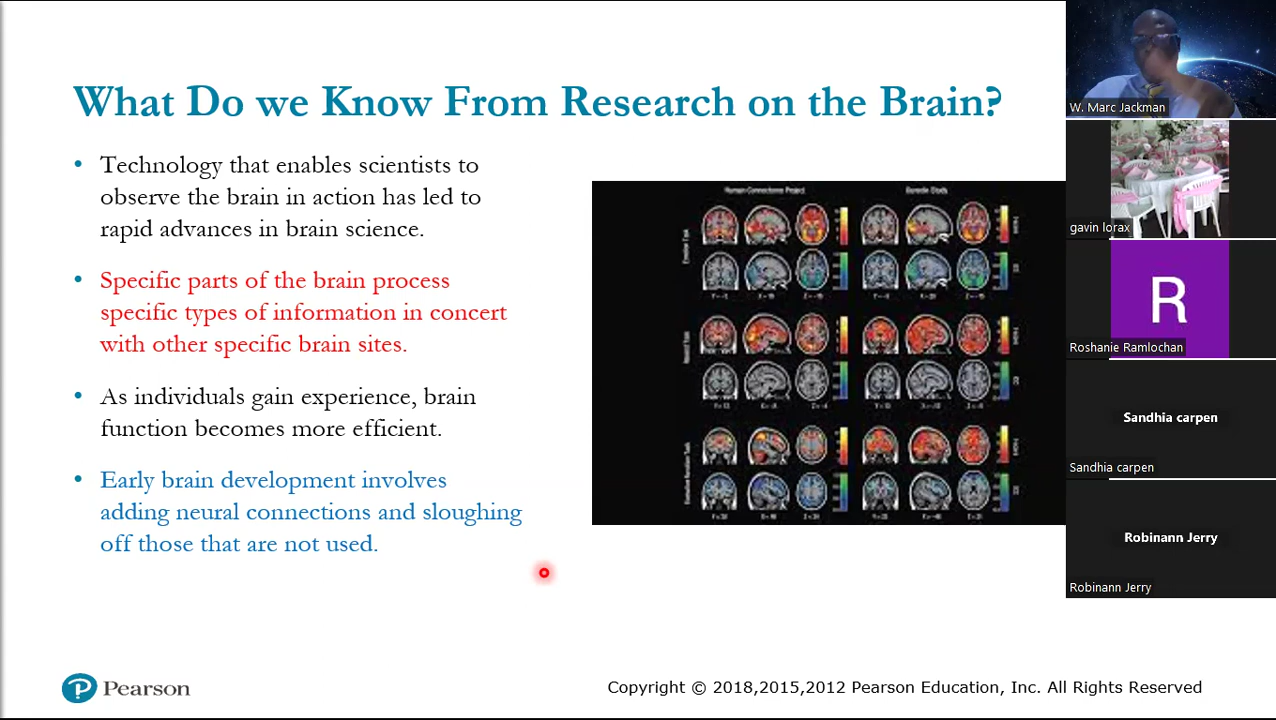 What Do we Know From Research on the Brain?
• Technology that enables scientists to
observe the brain in action has led to
rapid advances in brain science.
• Specific parts of the brain process
specific types of information in concert
with other specific brain sites.
• As individuals gain experience, brain
function becomes more efficient.
• Early brain development involves
adding neural connections and sloughing
off those that are not used.
Human Connectome Project
Pearson
Copyright © 2018,2015,2012 Pearson Education, Inc. All Rights Reserved
W. Marc Jackman
gavin lorax
R
Roshanie Ramlochan
Sandhia carpen
Sandhia carpen
Robinann Jerry
Robinann Jerry